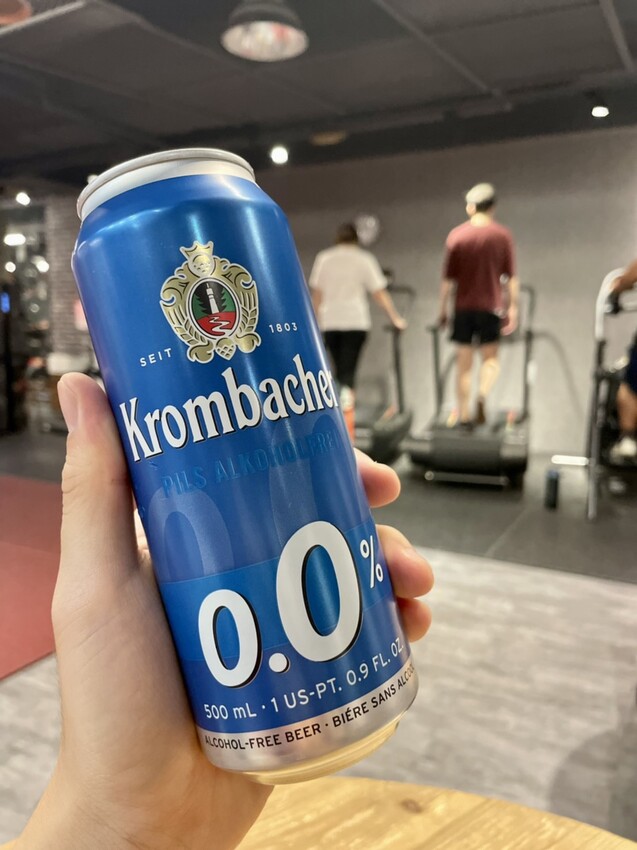 SEIT 1803
Krombacher
PILS ALKOHOLFREI
0.0%
500 mL · 1 US-PT. 0.9 FL. OZ.
ALCOHOL-FREE BEER · BIÉRE SANS ALCOOL